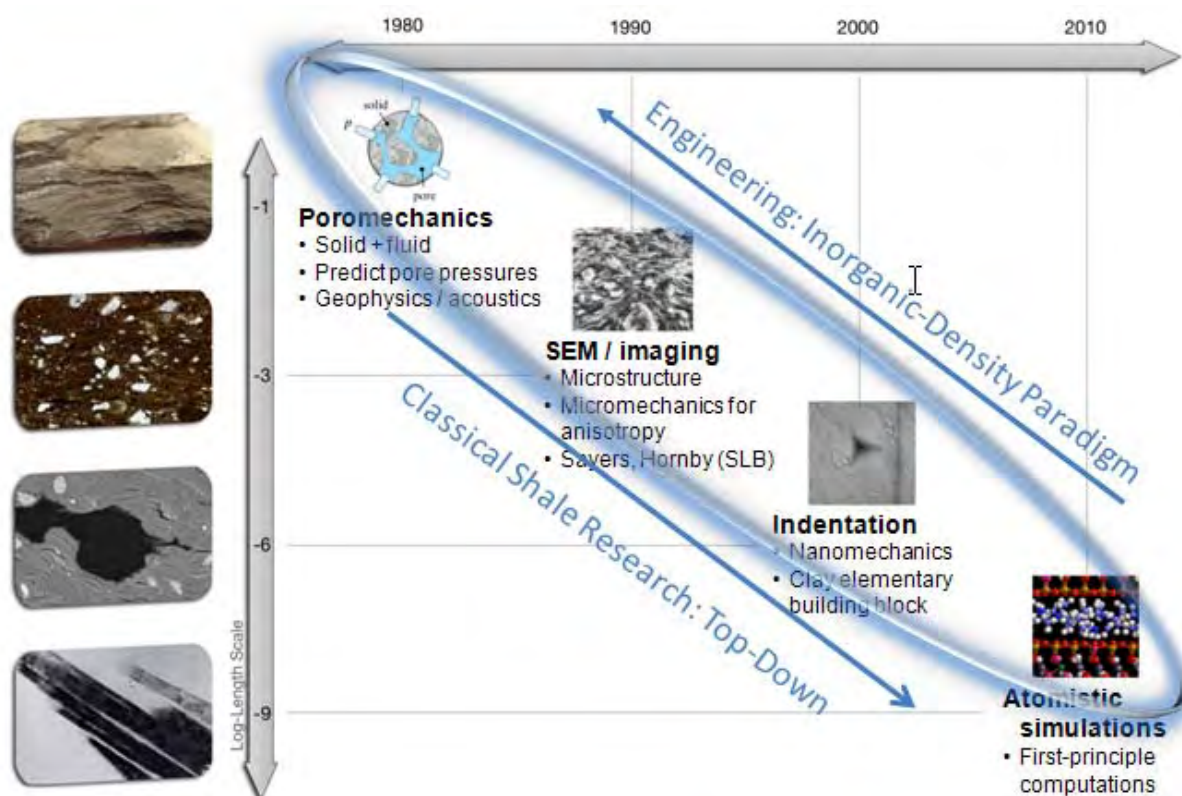 1980
1990
2000
2010
solid
p
pore
-1
Poromechanics
• Solid + fluid
• Predict pore pressures
• Geophysics / acoustics
Engineering: Inorganic-Density Paradigm
SEM / imaging
• Microstructure
• Micromechanics for
anisotropy
• Sayers, Hornby (SLB)
-3
Classical Shale Research: Top-Down
Indentation
• Nanomechanics
• Clay elementary
building block
-6
Atomistic
simulations
• First-principle
computations
-9
Log-Length Scale